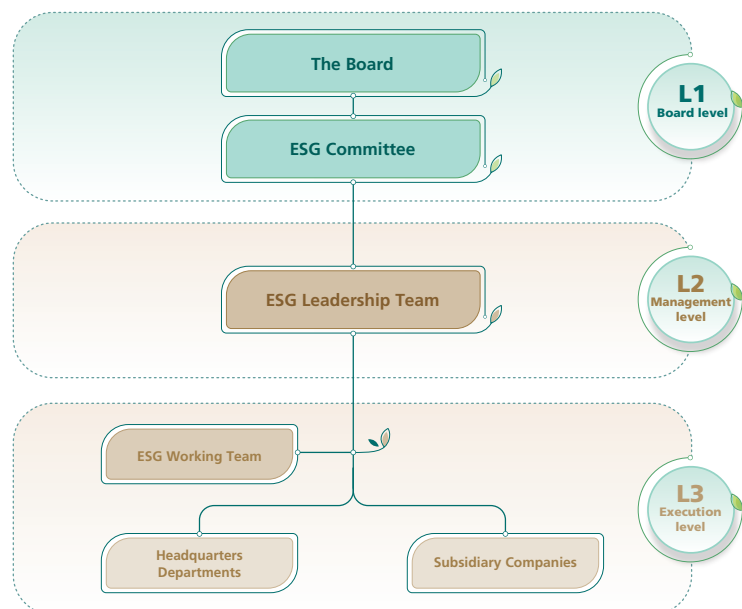 The Board
L1
Board level
ESG Committee
ESG Leadership Team
L2
Management
level
ESG Working Team
L3
Execution
level
Headquarters
Departments
Subsidiary Companies